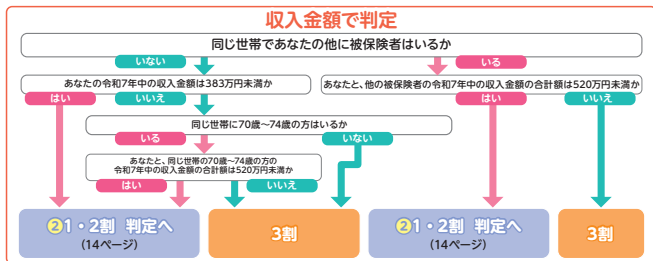 収入金額で判定
同じ世帯であなたの他に被保険者はいるか
いない
いる
あなたの令和7年中の収入金額は383万円未満か
あなたと、他の被保険者の令和7年中の収入金額の合計額は520万円未満か
はい
いいえ
はい
いいえ
同じ世帯に70歳～74歳の方はいるか
いる
いない
あなたと、同じ世帯の70歳～74歳の方の
令和7年中の収入金額の合計額は520万円未満か
はい
いいえ
②1・2割 判定へ
(14ページ)
3割
②1・2割 判定へ
(14ページ)
3割